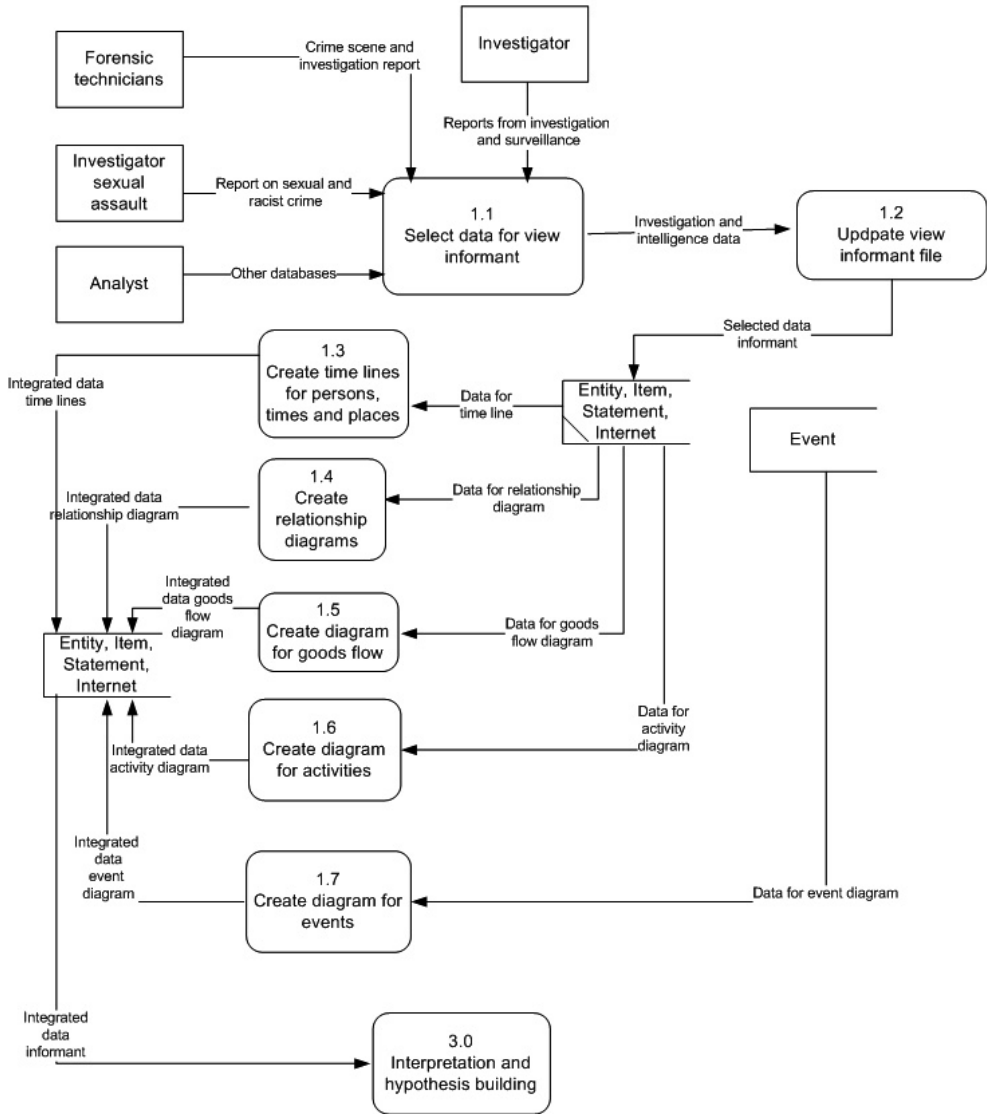 Forensic
technicians
Crime scene and
investigation report
Investigator
Reports from investigation
and surveillance
Investigator
sexual
assault
Report on sexual and
racist crime
1.1
Select data for view
informant
Investigation and
intelligence data
1.2
Updpate view
informant file
Analyst
Other databases
Selected data
informant
Integrated data
time lines
1.3
Create time lines
for persons,
times and places
Data for
time line
Entity, Item,
Statement,
Internet
Event
Integrated data
relationship diagram
1.4
Create
relationship
diagrams
Data for relationship
diagram
Integrated
data goods
flow
diagram
1.5
Create diagram
for goods flow
Data for goods
flow diagram
Entity, Item,
Statement,
Internet
Integrated data
activity diagram
1.6
Create diagram
for activities
Data for
activity
diagram
Integrated
data
event
diagram
1.7
Create diagram for
events
Data for event diagram
Integrated
data
informant
3.0
Interpretation and
hypothesis building